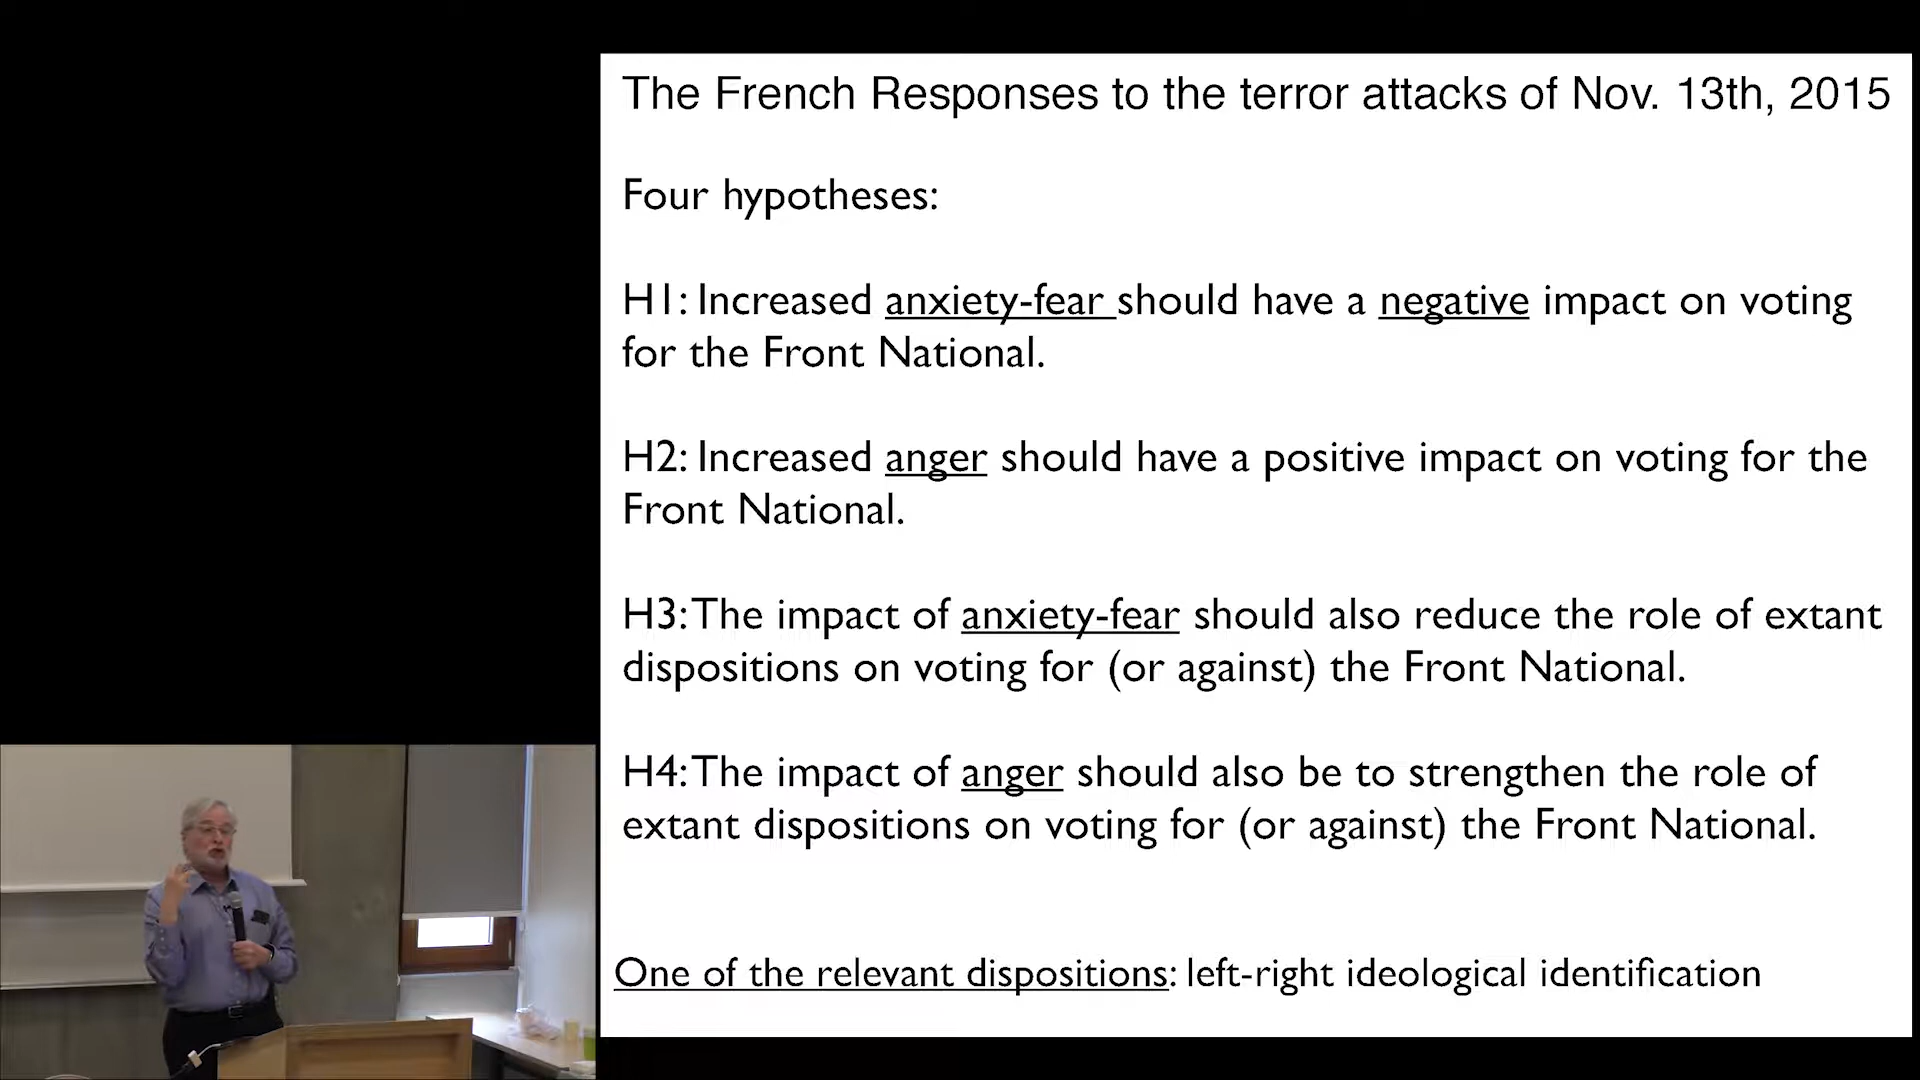 The French Responses to the terror attacks of Nov. 13th, 2015
Four hypotheses:
H1: Increased anxiety-fear should have a negative impact on voting
for the Front National.
H2: Increased anger should have a positive impact on voting for the
Front National.
H3: The impact of anxiety-fear should also reduce the role of extant
dispositions on voting for (or against) the Front National.
H4: The impact of anger should also be to strengthen the role of
extant dispositions on voting for (or against) the Front National.
One of the relevant dispositions: left-right ideological identification